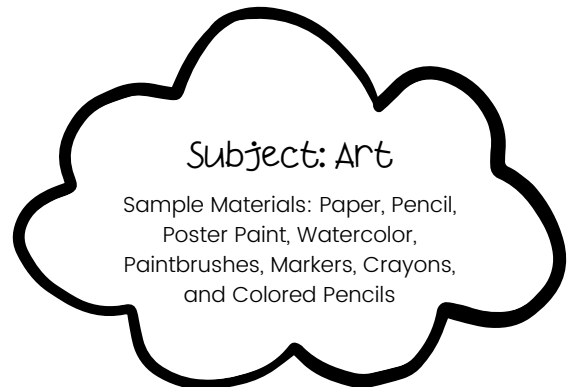 Subject: Art
Sample Materials: Paper, Pencil,
Poster Paint, Watercolor,
Paintbrushes, Markers, Crayons,
and Colored Pencils